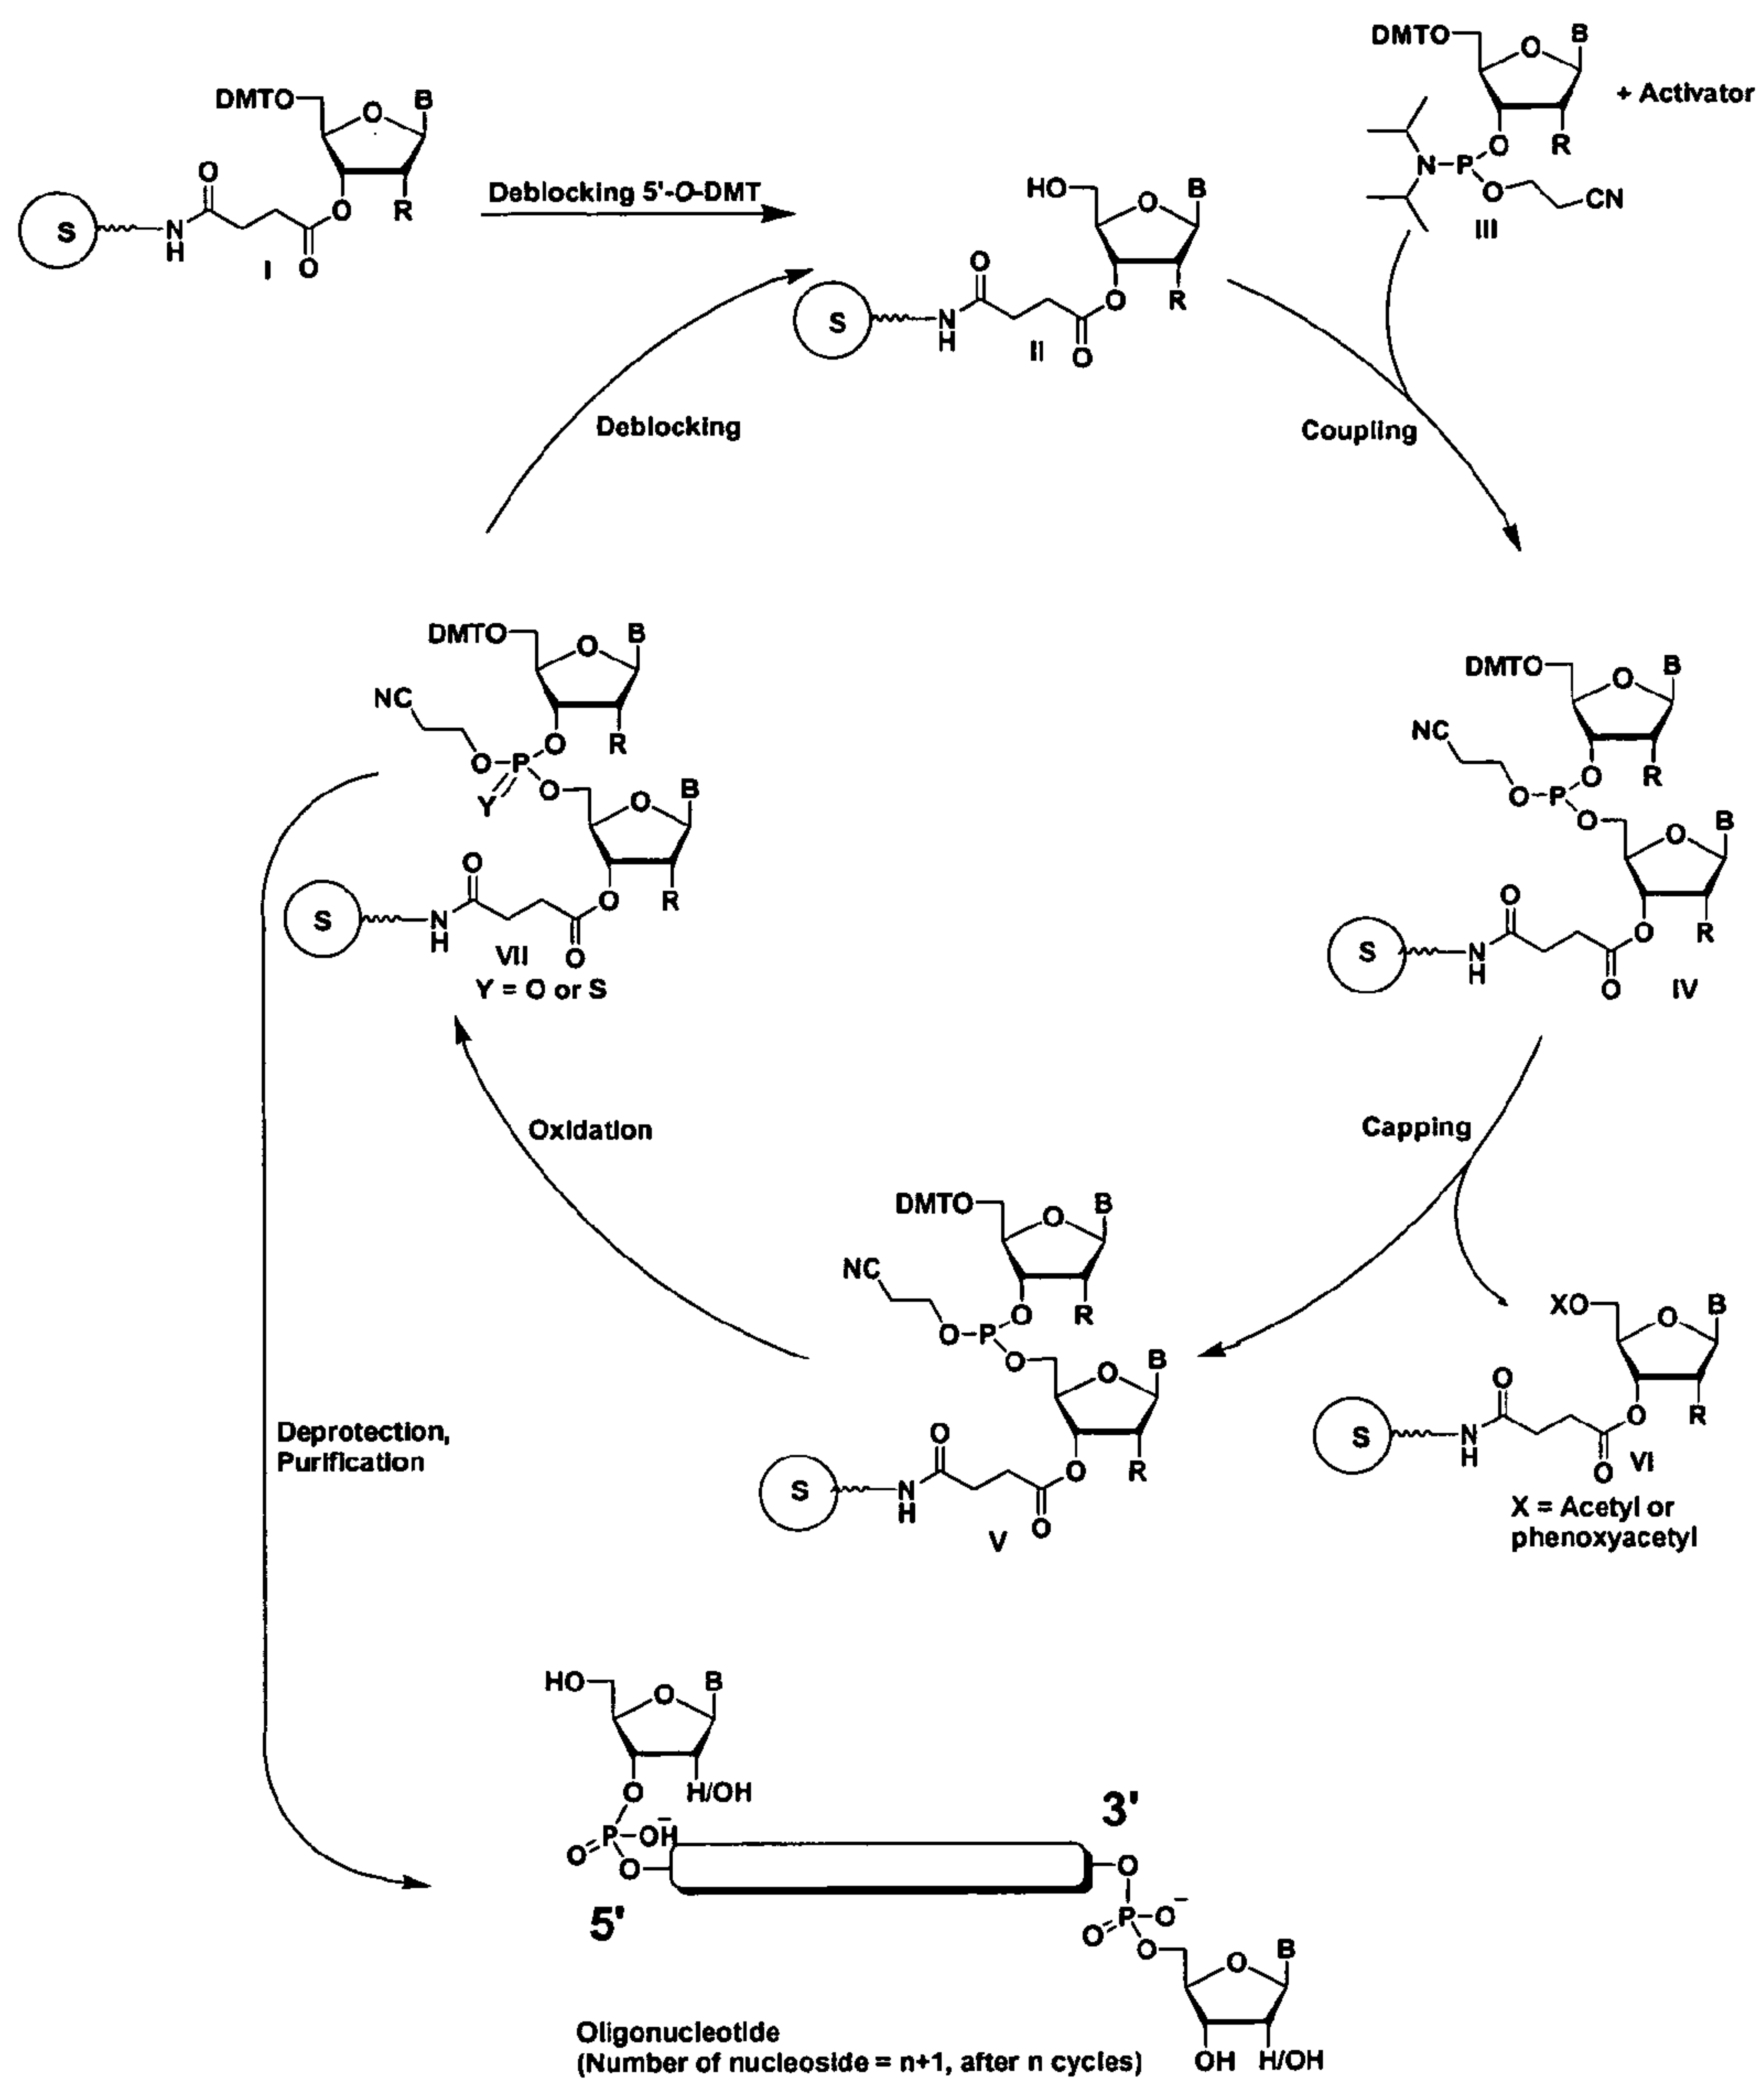 DMTO
O
B
+ Activator
O
R
N-P
O
O
CN
III
DMTO
O
B
O
S
N
H
O
R
I
O
Deblocking 5'-O-DMT
HO
O
B
O
S
N
H
O
R
II
O
Deblocking
Coupling
DMTO
O
B
NC
O
R
O-P
O
Y
O
B
O
S
N
H
O
R
VII
O
Y = O or S
DMTO
O
B
NC
O
R
O-P
O
O
B
O
S
N
H
O
R
O
IV
Oxidation
Capping
DMTO
O
B
NC
O
R
O-P
O
O
B
O
S
N
H
O
R
V
O
XO
O
B
O
S
N
H
O
R
O
VI
X = Acetyl or
phenoxyacetyl
Deprotection,
Purification
HO
O
B
O
H/OH
O=P-OH−
O
5'
3'
O
O=P-O−
O
O
B
OH H/OH
Oligonucleotide
(Number of nucleoside = n+1, after n cycles)